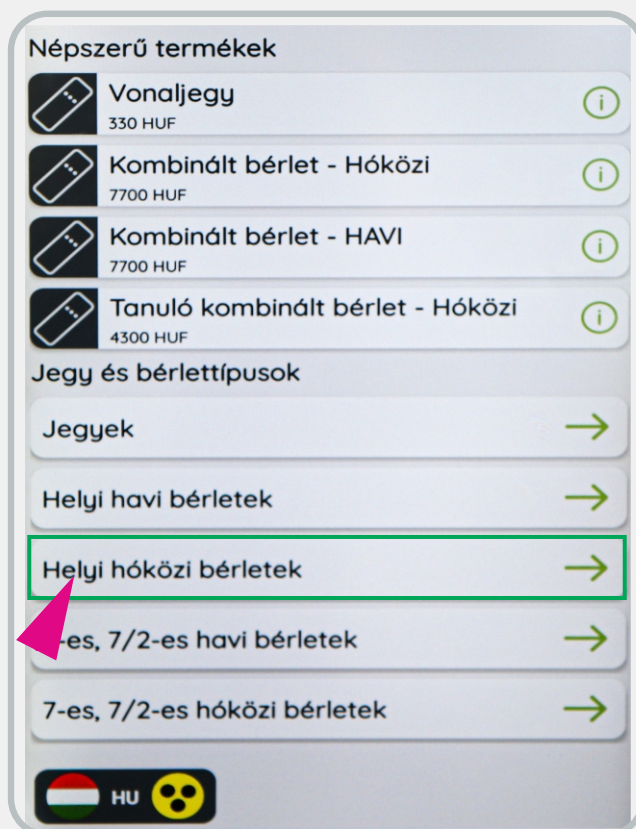 Népszerű termékek
Vonaljegy
330 HUF
Kombinált bérlet - Hóközi
7700 HUF
Kombinált bérlet - HAVI
7700 HUF
Tanuló kombinált bérlet - Hóközi
4300 HUF
Jegy és bérlettípusok
Jegyek
Helyi havi bérletek
Helyi hóközi bérletek
-es, 7/2-es havi bérletek
7-es, 7/2-es hóközi bérletek
HU